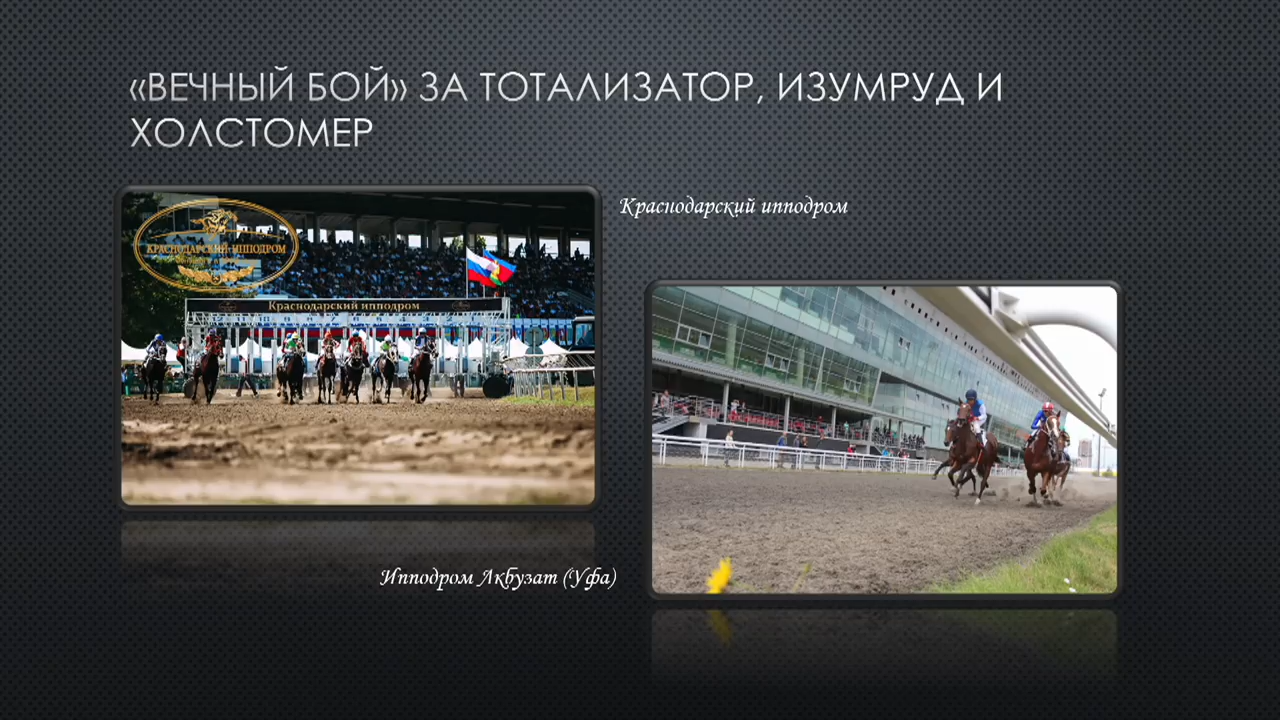 «ВЕЧНЫЙ БОЙ» ЗА ТОТАЛИЗАТОР, ИЗУМРУД И
ХОЛСТОМЕР
Краснодарский ипподром
КРАСНОДАРСКИЙ ИППОДРОМ
Краснодарский ипподром
Ипподром Акбузат (Уфа)